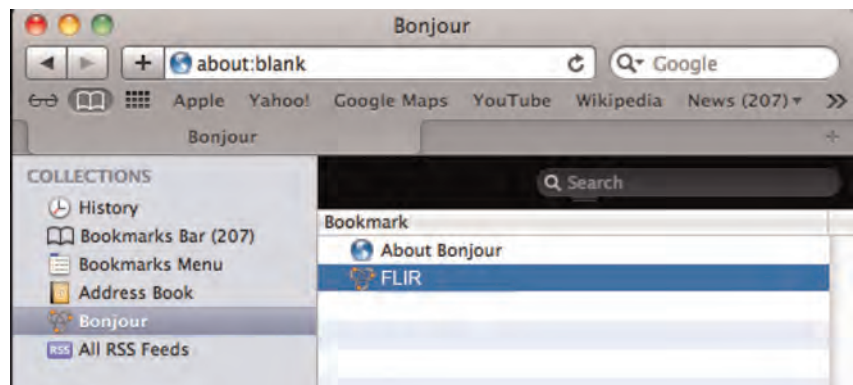 Bonjour
about:blank
Google
Apple Yahoo! Google Maps YouTube Wikipedia News (207)
Bonjour
COLLECTIONS
History
Bookmarks Bar (207)
Bookmarks Menu
Address Book
Bonjour
RSS All RSS Feeds
Search
Bookmark
About Bonjour
FLIR